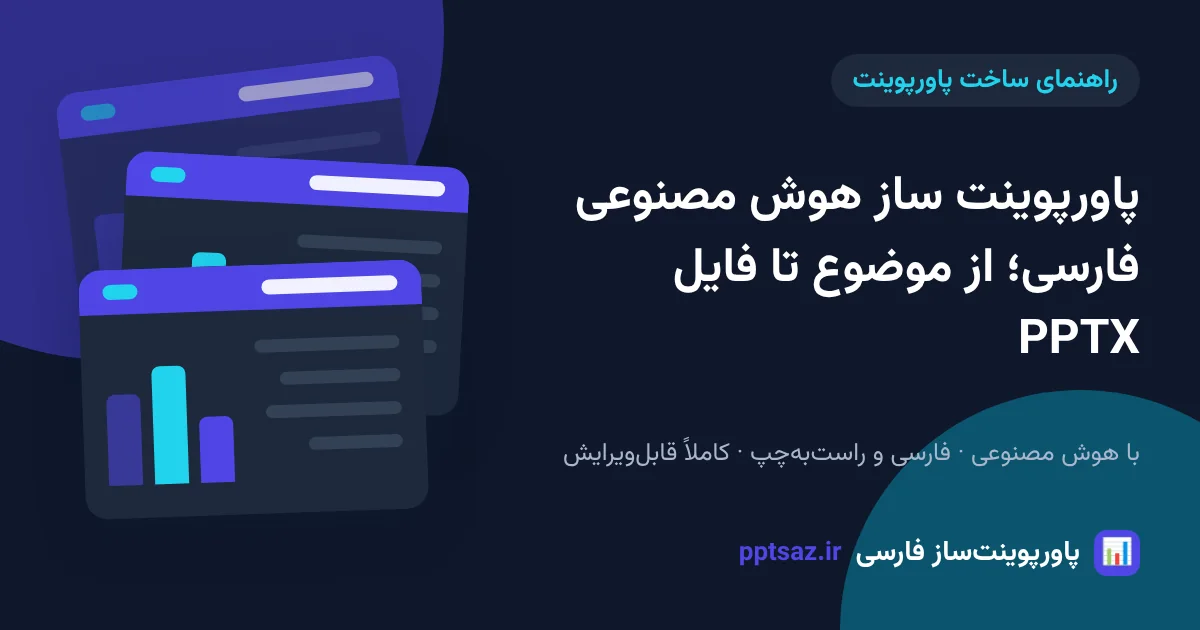 راهنمای ساخت پاورپوینت
پاورپوینت ساز هوش مصنوعی
فارسی؛ از موضوع تا فایل
PPTX
با هوش مصنوعی · فارسی و راست‌به‌چپ · کاملاً قابل‌ویرایش
پاورپوینت‌ساز فارسی pptsaz.ir